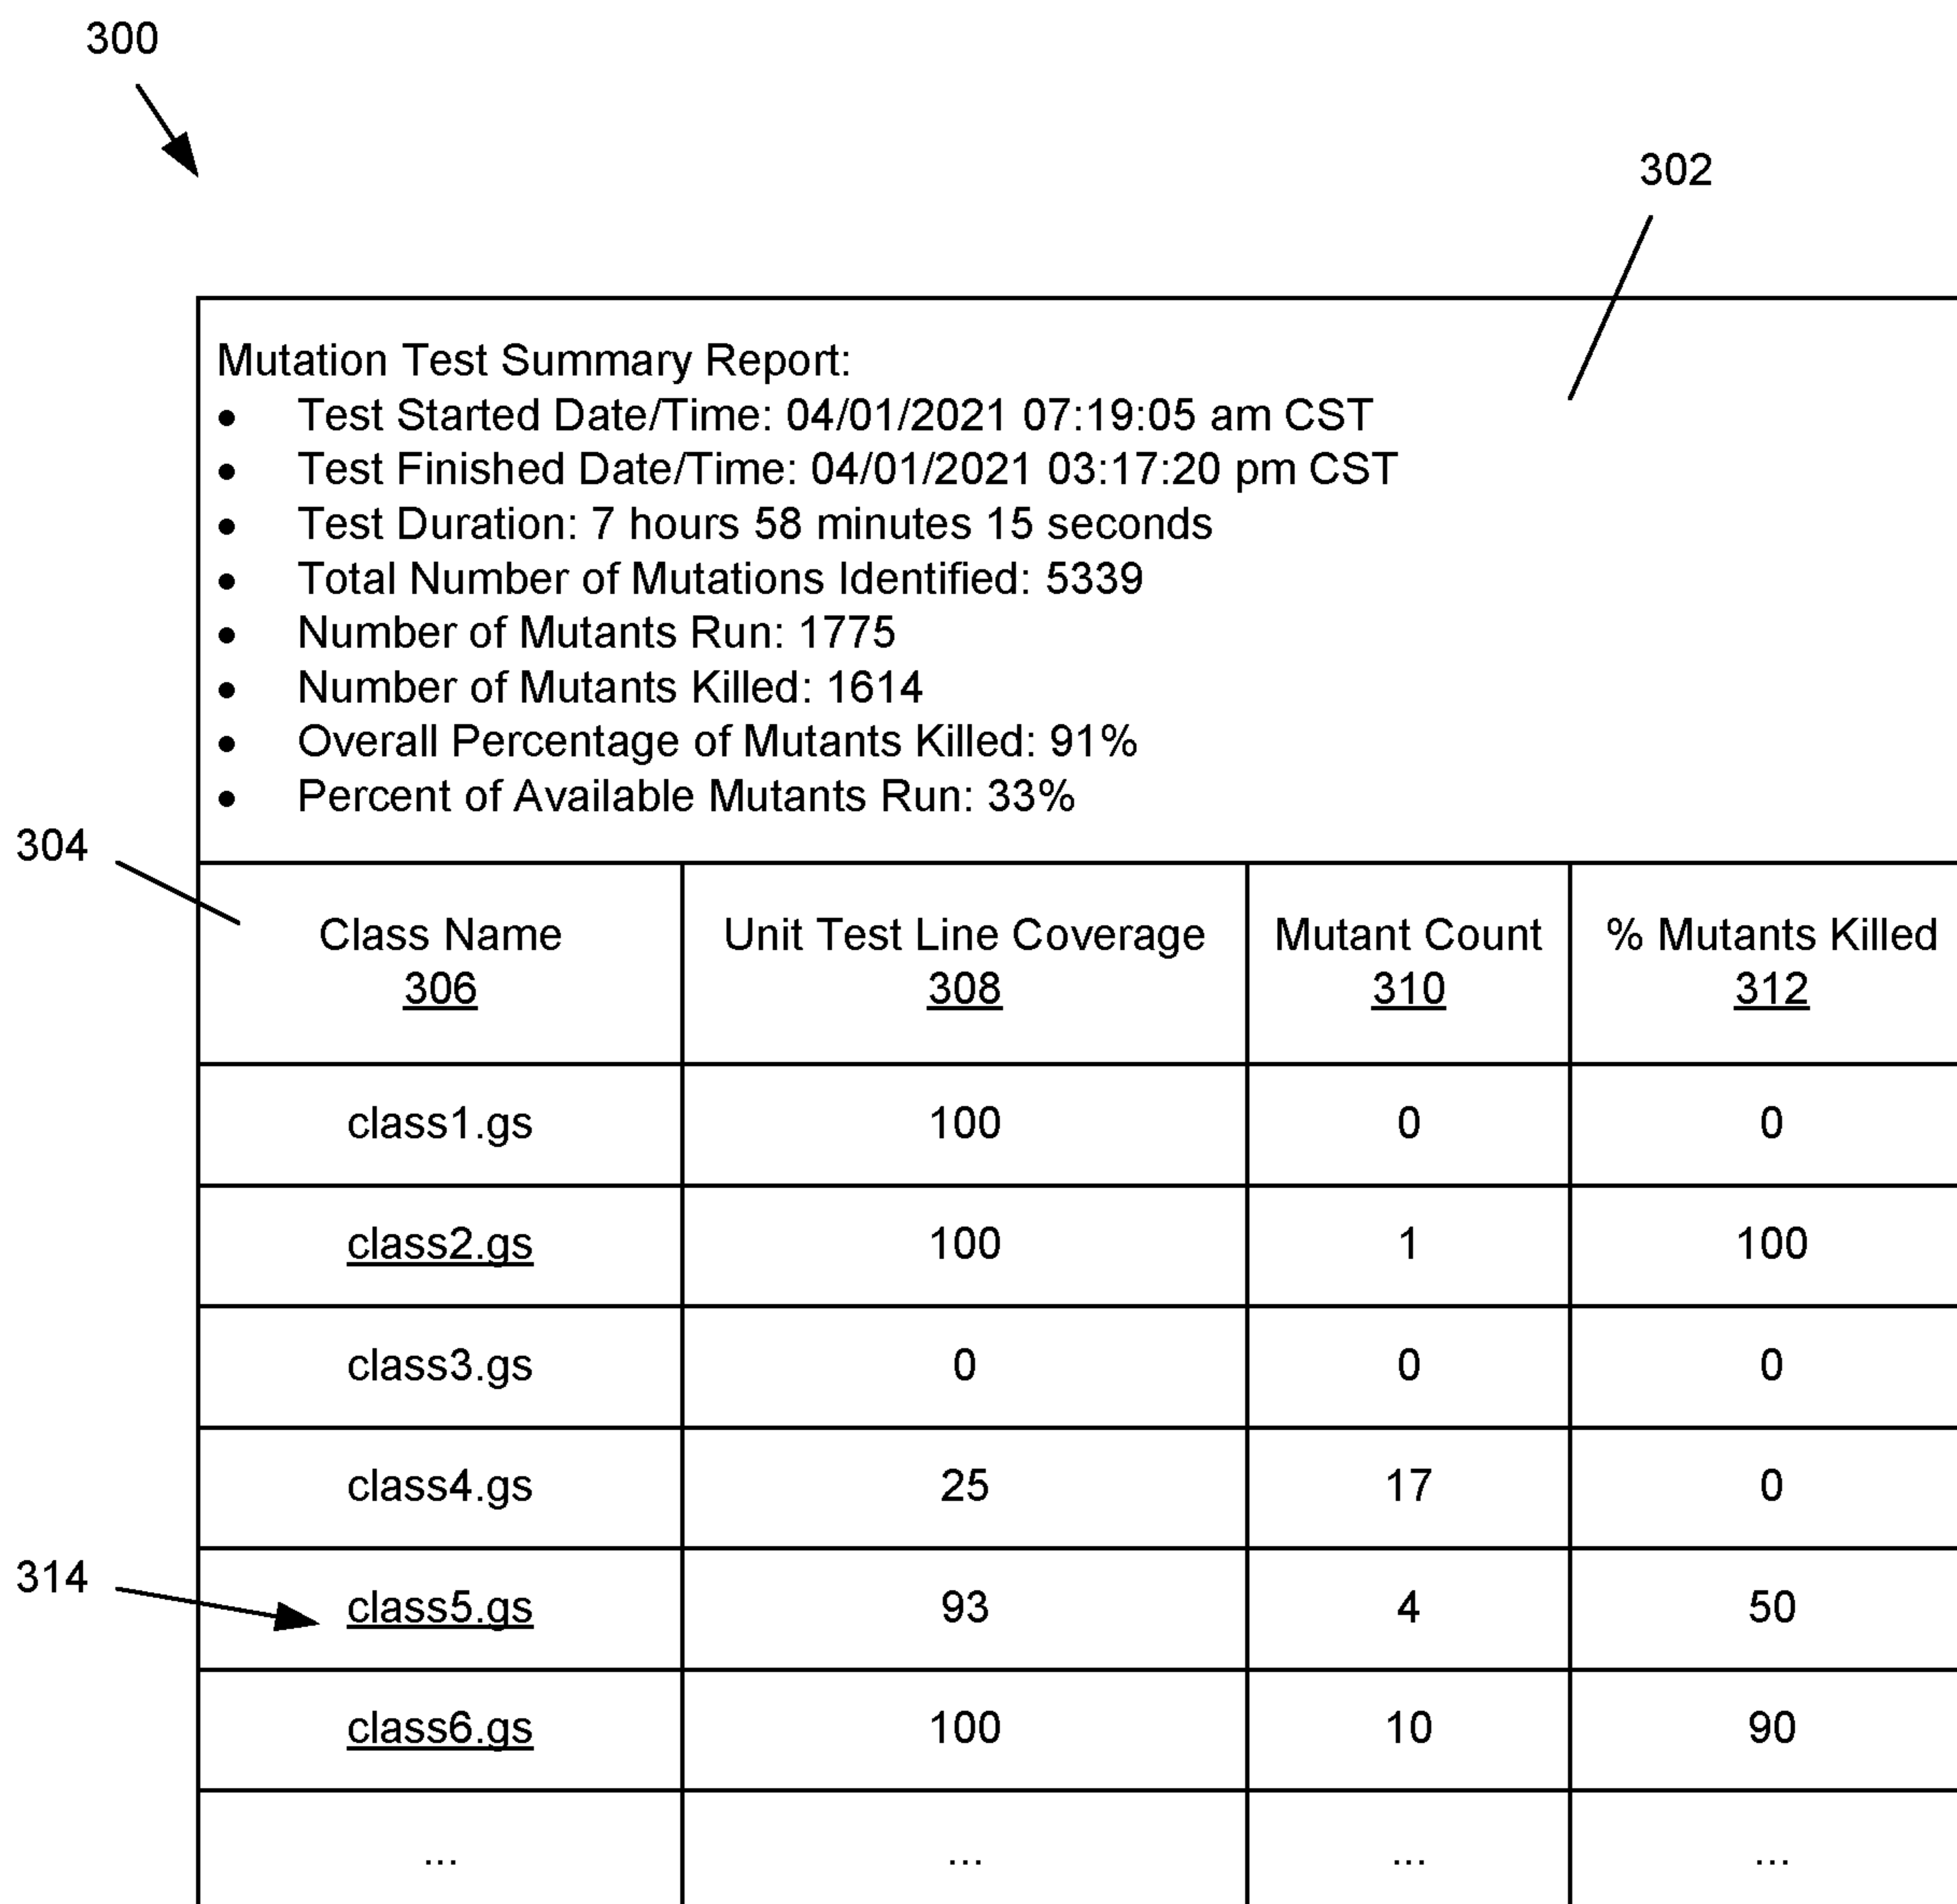 300
302
Mutation Test Summary Report:
• Test Started Date/Time: 04/01/2021 07:19:05 am CST
• Test Finished Date/Time: 04/01/2021 03:17:20 pm CST
• Test Duration: 7 hours 58 minutes 15 seconds
• Total Number of Mutations Identified: 5339
• Number of Mutants Run: 1775
• Number of Mutants Killed: 1614
• Overall Percentage of Mutants Killed: 91%
• Percent of Available Mutants Run: 33%
304
Class Name Unit Test Line Coverage Mutant Count % Mutants Killed
306 308 310 312
class1.gs 100 0 0
class2.gs 100 1 100
class3.gs 0 0 0
class4.gs 25 17 0
314 class5.gs 93 4 50
class6.gs 100 10 90
... ... ... ...